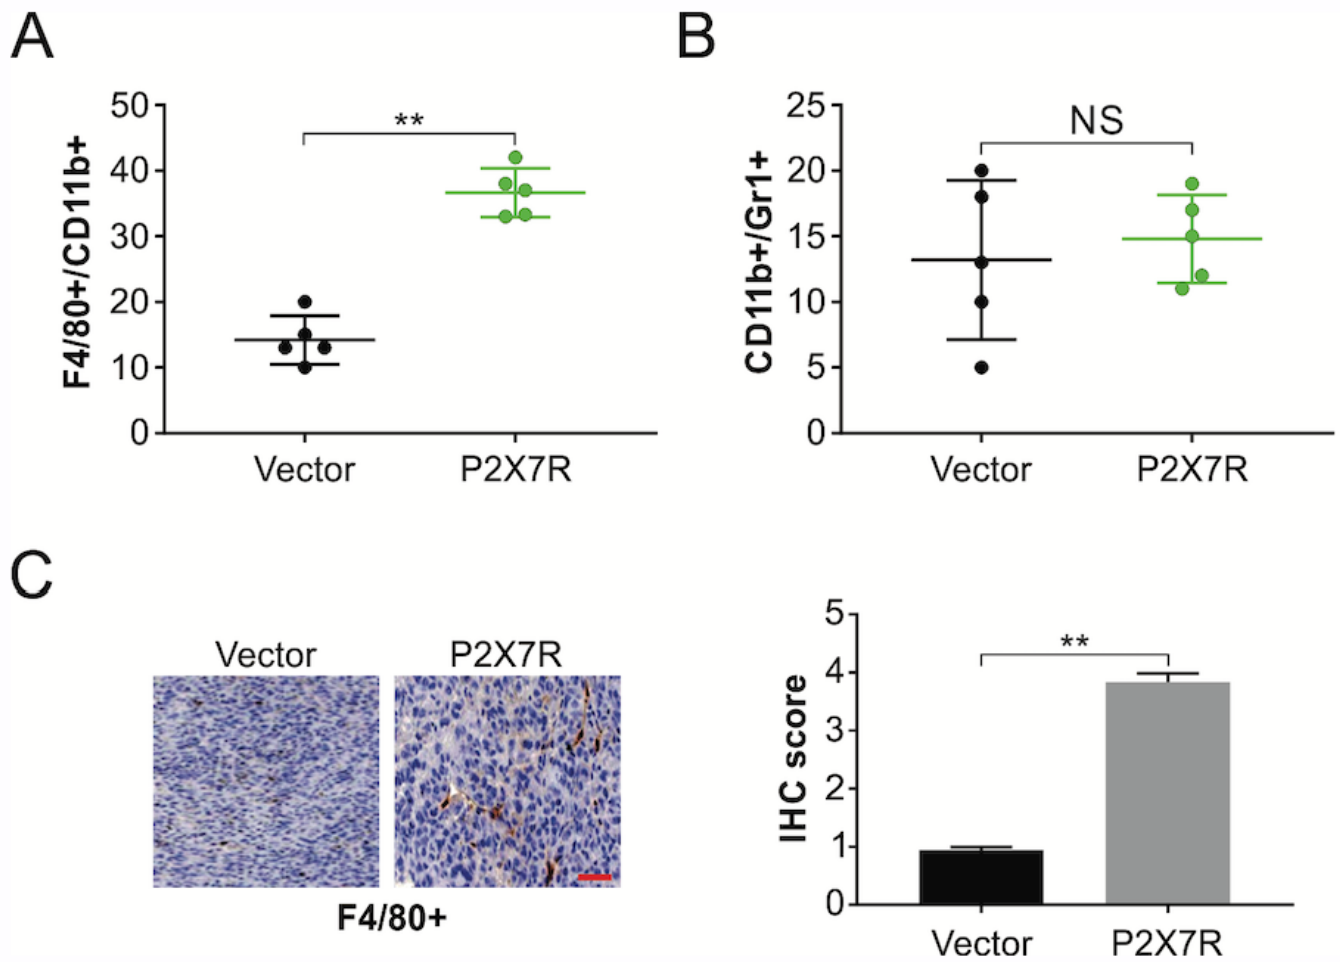 A
B
50
40
30
20
10
0
F4/80+/CD11b+
**
Vector P2X7R
25
20
15
10
5
0
CD11b+/Gr1+
NS
Vector P2X7R
C
Vector P2X7R
F4/80+
5
4
3
2
1
0
IHC score
**
Vector P2X7R